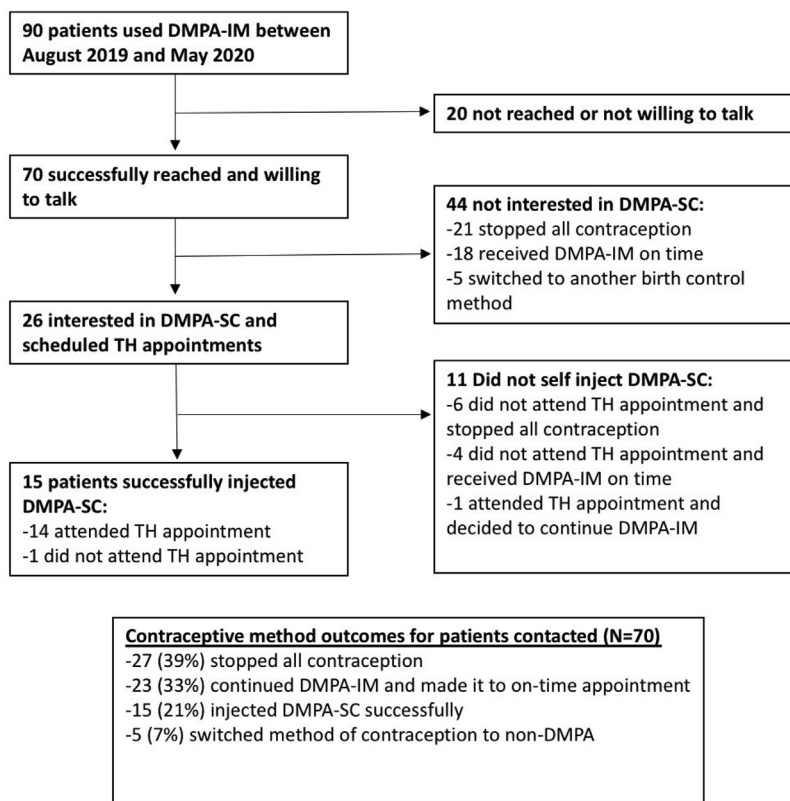 90 patients used DMPA-IM between
August 2019 and May 2020
20 not reached or not willing to talk
70 successfully reached and willing
to talk
44 not interested in DMPA-SC:
-21 stopped all contraception
-18 received DMPA-IM on time
-5 switched to another birth control
method
26 interested in DMPA-SC and
scheduled TH appointments
11 Did not self inject DMPA-SC:
-6 did not attend TH appointment and
stopped all contraception
-4 did not attend TH appointment and
received DMPA-IM on time
-1 attended TH appointment and
decided to continue DMPA-IM
15 patients successfully injected
DMPA-SC:
-14 attended TH appointment
-1 did not attend TH appointment
Contraceptive method outcomes for patients contacted (N=70)
-27 (39%) stopped all contraception
-23 (33%) continued DMPA-IM and made it to on-time appointment
-15 (21%) injected DMPA-SC successfully
-5 (7%) switched method of contraception to non-DMPA